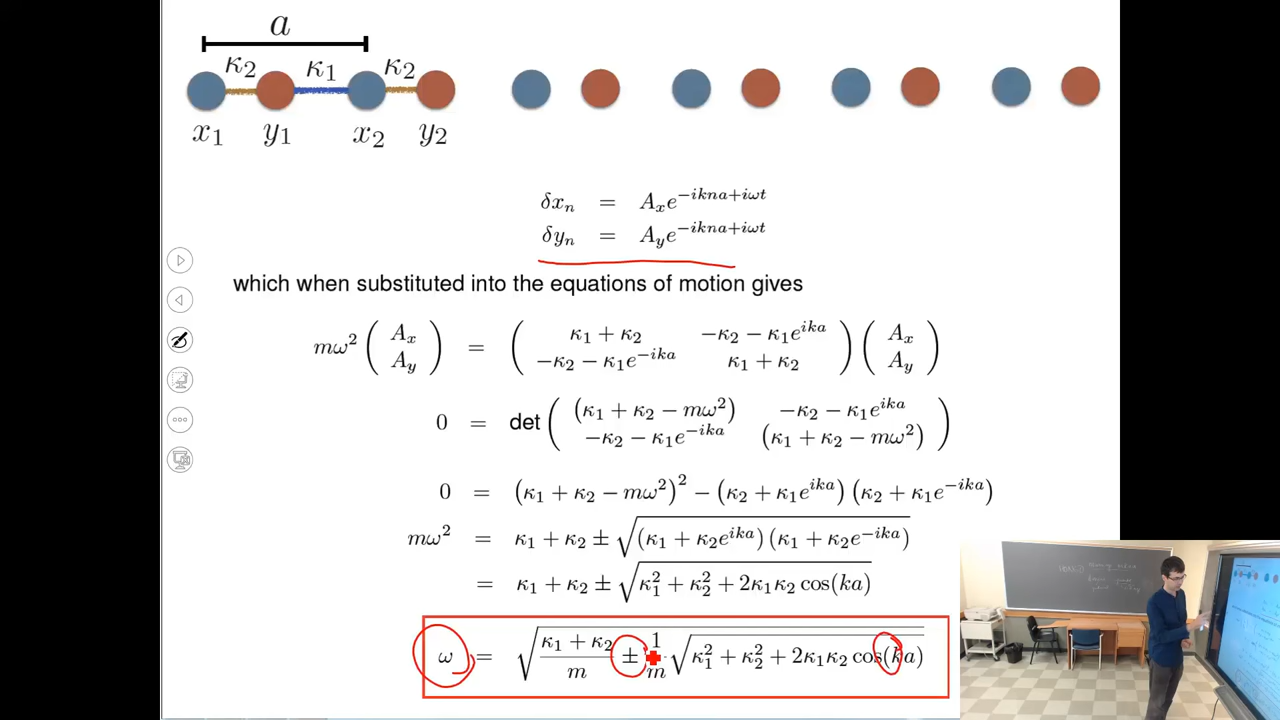 a
κ₂ κ₁ κ₂
x₁ y₁ x₂ y₂
δxₙ = Aₓe^{−ikna+iωt}
δyₙ = A_y e^{−ikna+iωt}
which when substituted into the equations of motion gives
mω² ( Aₓ ; A_y ) = ( κ₁ + κ₂ , −κ₂ − κ₁e^{ika} ; −κ₂ − κ₁e^{−ika} , κ₁ + κ₂ ) ( Aₓ ; A_y )
0 = det ( (κ₁ + κ₂ − mω²) , −κ₂ − κ₁e^{ika} ; −κ₂ − κ₁e^{−ika} , (κ₁ + κ₂ − mω²) )
0 = (κ₁ + κ₂ − mω²)² − (κ₂ + κ₁e^{ika}) (κ₂ + κ₁e^{−ika})
mω² = κ₁ + κ₂ ± √((κ₁ + κ₂e^{ika}) (κ₁ + κ₂e^{−ika}))
= κ₁ + κ₂ ± √(κ₁² + κ₂² + 2κ₁κ₂ cos(ka))
ω = √((κ₁ + κ₂)/m ± 1/m √(κ₁² + κ₂² + 2κ₁κ₂ cos(ka)))